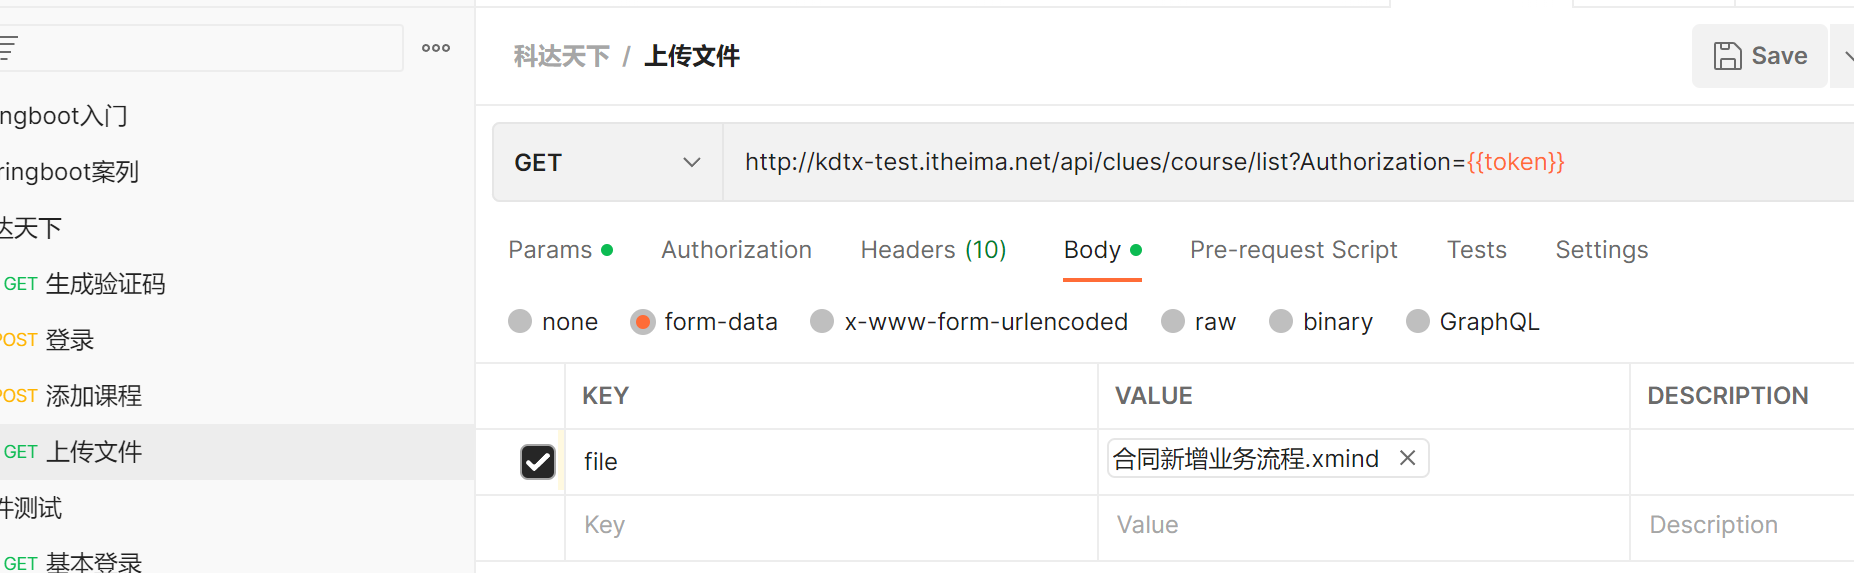 科达天下 / 上传文件
Save
ngboot入门
ringboot案列
达天下
GET 生成验证码
POST 登录
POST 添加课程
GET 上传文件
件测试
GET 基本登录
GET
http://kdtx-test.itheima.net/api/clues/course/list?Authorization={{token}}
Params
Authorization
Headers (10)
Body
Pre-request Script
Tests
Settings
none
form-data
x-www-form-urlencoded
raw
binary
GraphQL
KEY
VALUE
DESCRIPTION
file
合同新增业务流程.xmind
Key
Value
Description